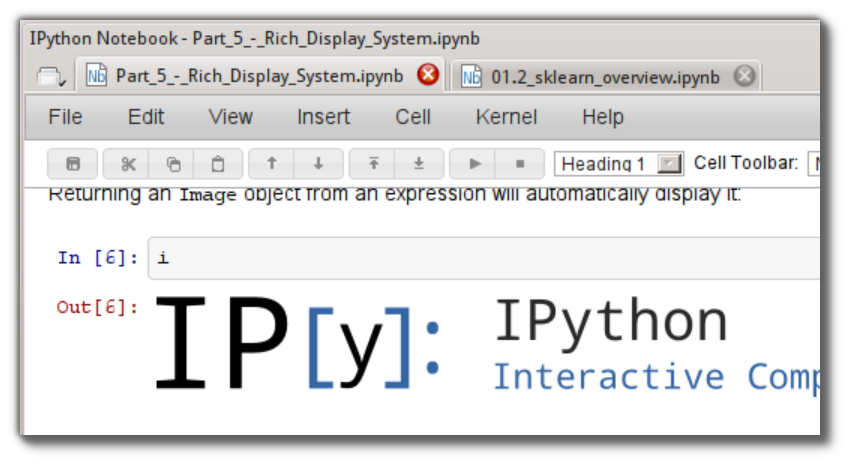 IPython Notebook - Part_5_-_Rich_Display_System.ipynb
Part_5_-_Rich_Display_System.ipynb 01.2_sklearn_overview.ipynb
File Edit View Insert Cell Kernel Help
Heading 1 Cell Toolbar:
Returning an Image object from an expression will automatically display it:
In [6]: i
Out[6]: IP[y]: IPython
Interactive Comp